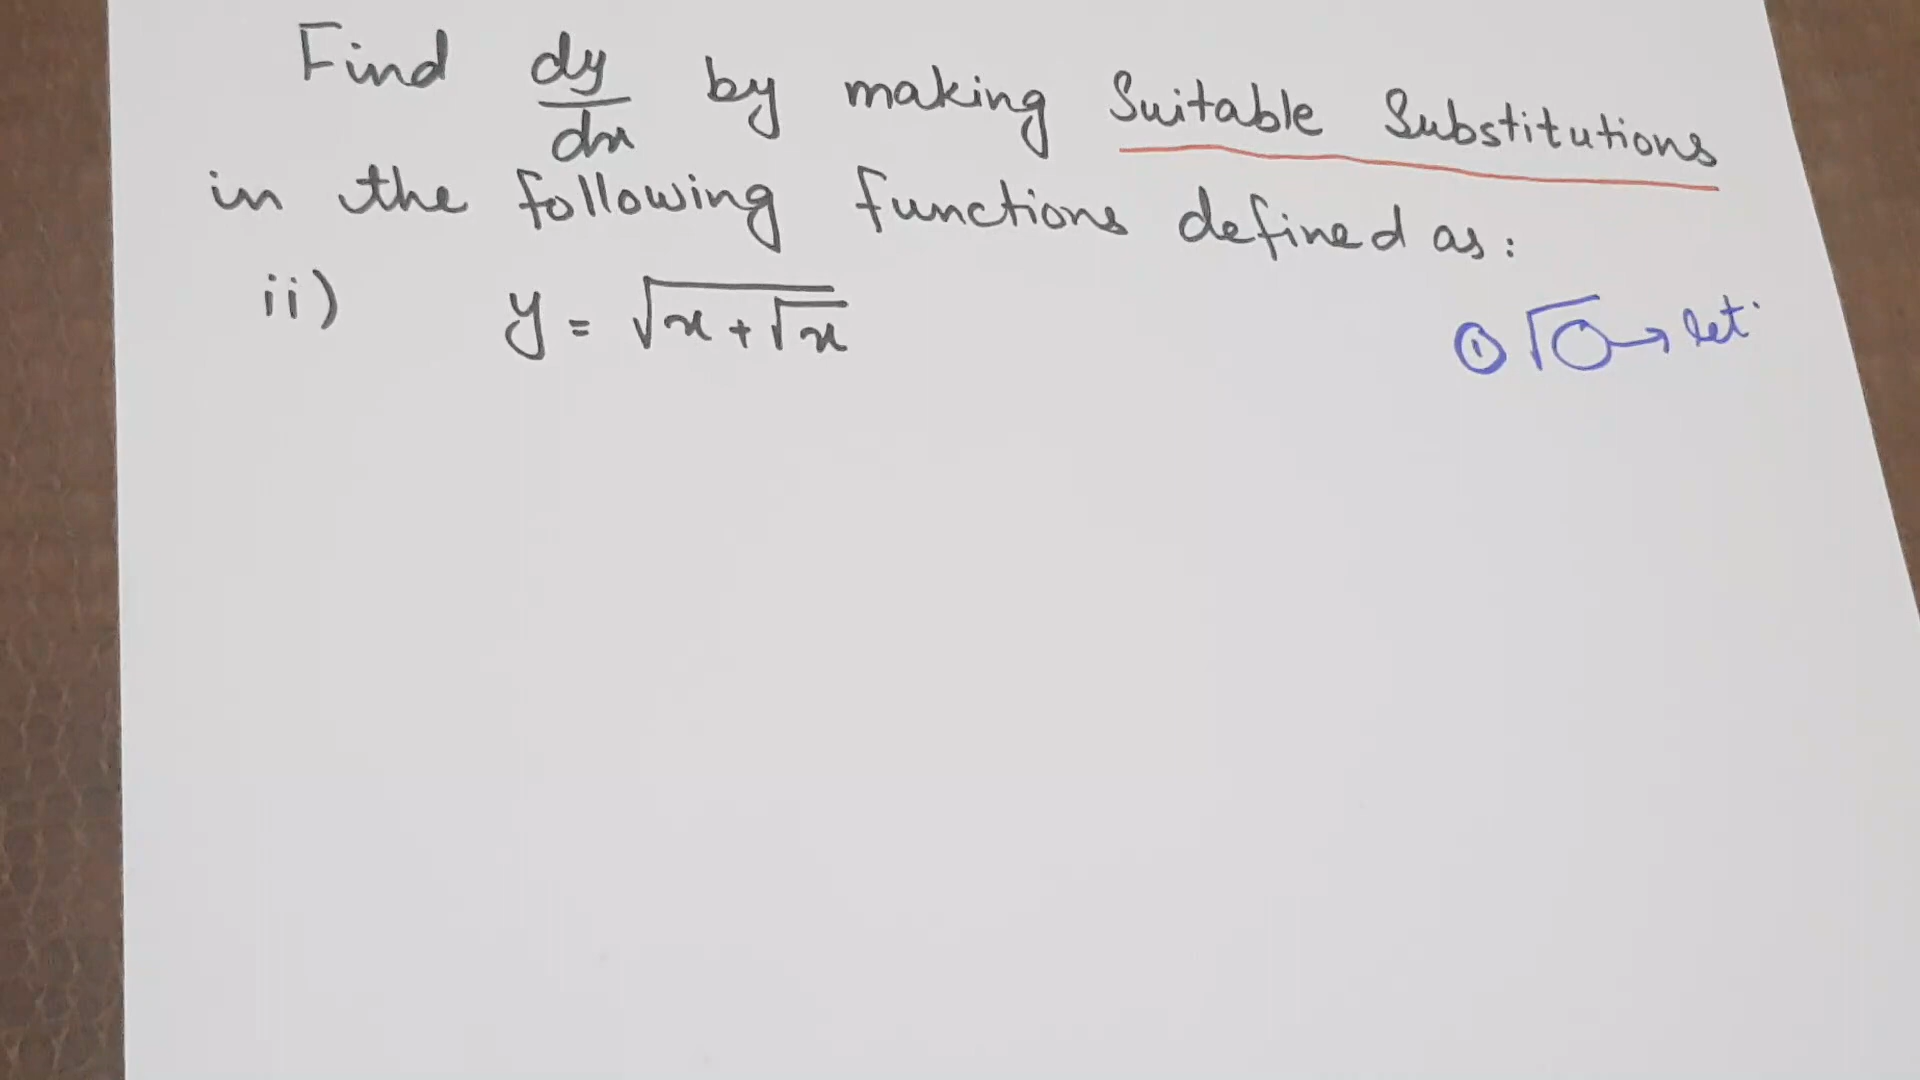 Find dy/dx by making Suitable Substitutions
in the following functions defined as:
ii) y = √(x + √x)
① √○ → let